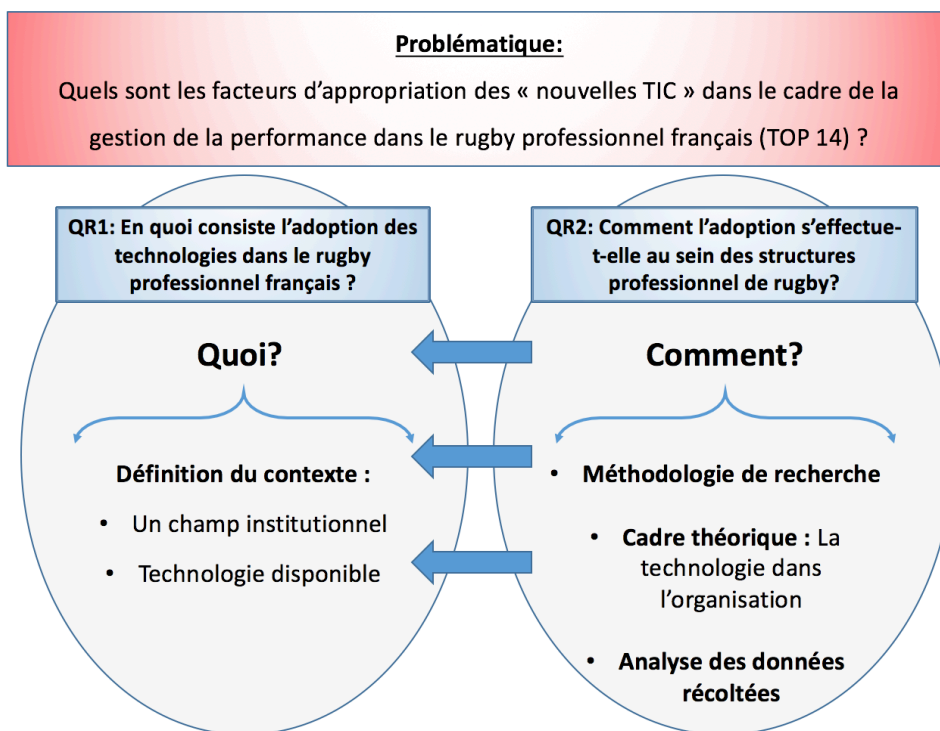 Problématique:
Quels sont les facteurs d'appropriation des « nouvelles TIC » dans le cadre de la
gestion de la performance dans le rugby professionnel français (TOP 14) ?
QR1: En quoi consiste l'adoption des
technologies dans le rugby
professionnel français ?
Quoi?
Définition du contexte :
• Un champ institutionnel
• Technologie disponible
QR2: Comment l'adoption s'effectue-
t-elle au sein des structures
professionnel de rugby?
Comment?
• Méthodologie de recherche
• Cadre théorique : La
technologie dans
l'organisation
• Analyse des données
récoltées